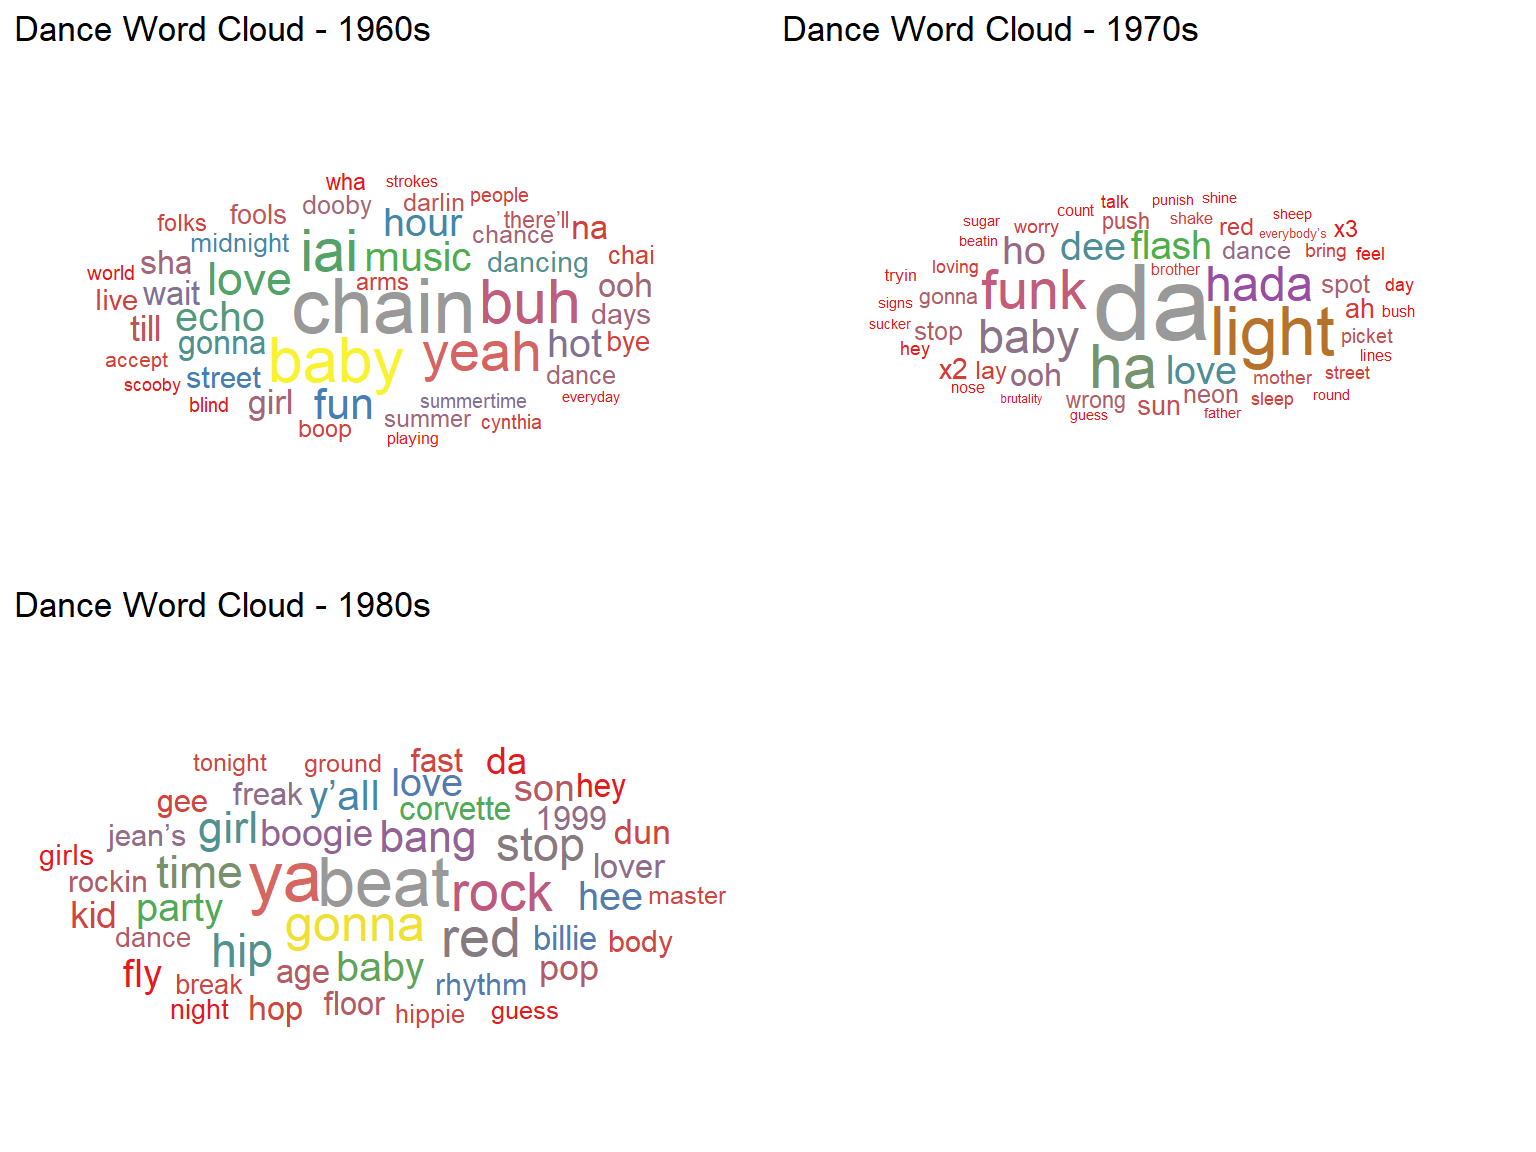 Dance Word Cloud - 1960s
wha strokes
dooby darlin people
folks fools hour there’ll na
midnight iai music chance
world sha love dancing chai
live wait chain arms buh ooh
till echo days
gonna baby yeah hot bye
accept street dance
scooby blind girl fun summertime everyday
boop summer cynthia
playing
Dance Word Cloud - 1970s
talk punish shine
sugar worry count push shake red sheep x3
beatin ho dee flash dance everybody’s bring feel
tryin loving funk da brother hada spot day
signs gonna ah bush
sucker stop baby light picket
hey ha lines
x2 lay ooh love mother street
nose brutality wrong sun neon sleep round
guess father
Dance Word Cloud - 1980s
tonight ground fast da
gee freak y’all love corvette son hey
jean’s girl boogie bang stop 1999 dun
girls time ya beat rock lover
rockin hee master
kid party gonna red billie body
dance hip
fly break age baby rhythm pop
night hop floor hippie guess